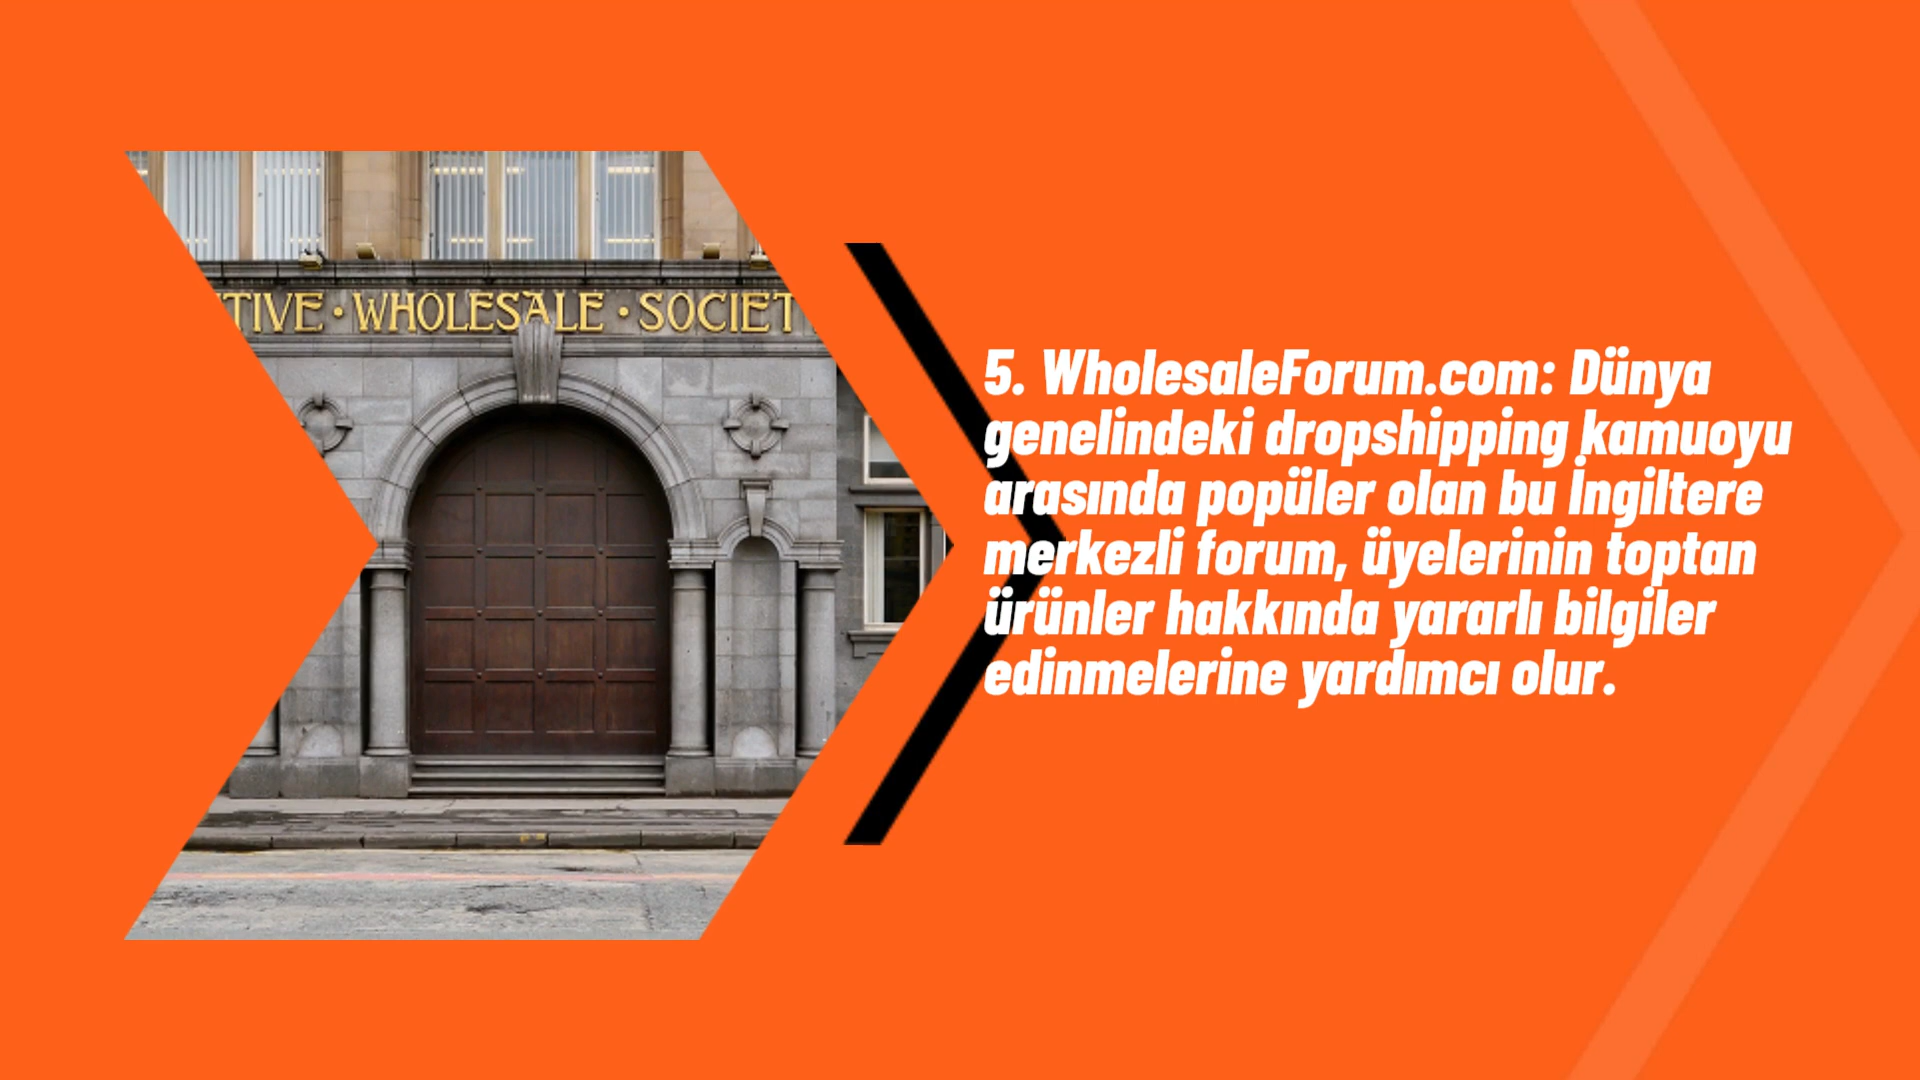 TIVE · WHOLESALE · SOCIET
5. WholesaleForum.com: Dünya
genelindeki dropshipping kamuoyu
arasında popüler olan bu İngiltere
merkezli forum, üyelerinin toptan
ürünler hakkında yararlı bilgiler
edinmelerine yardımcı olur.